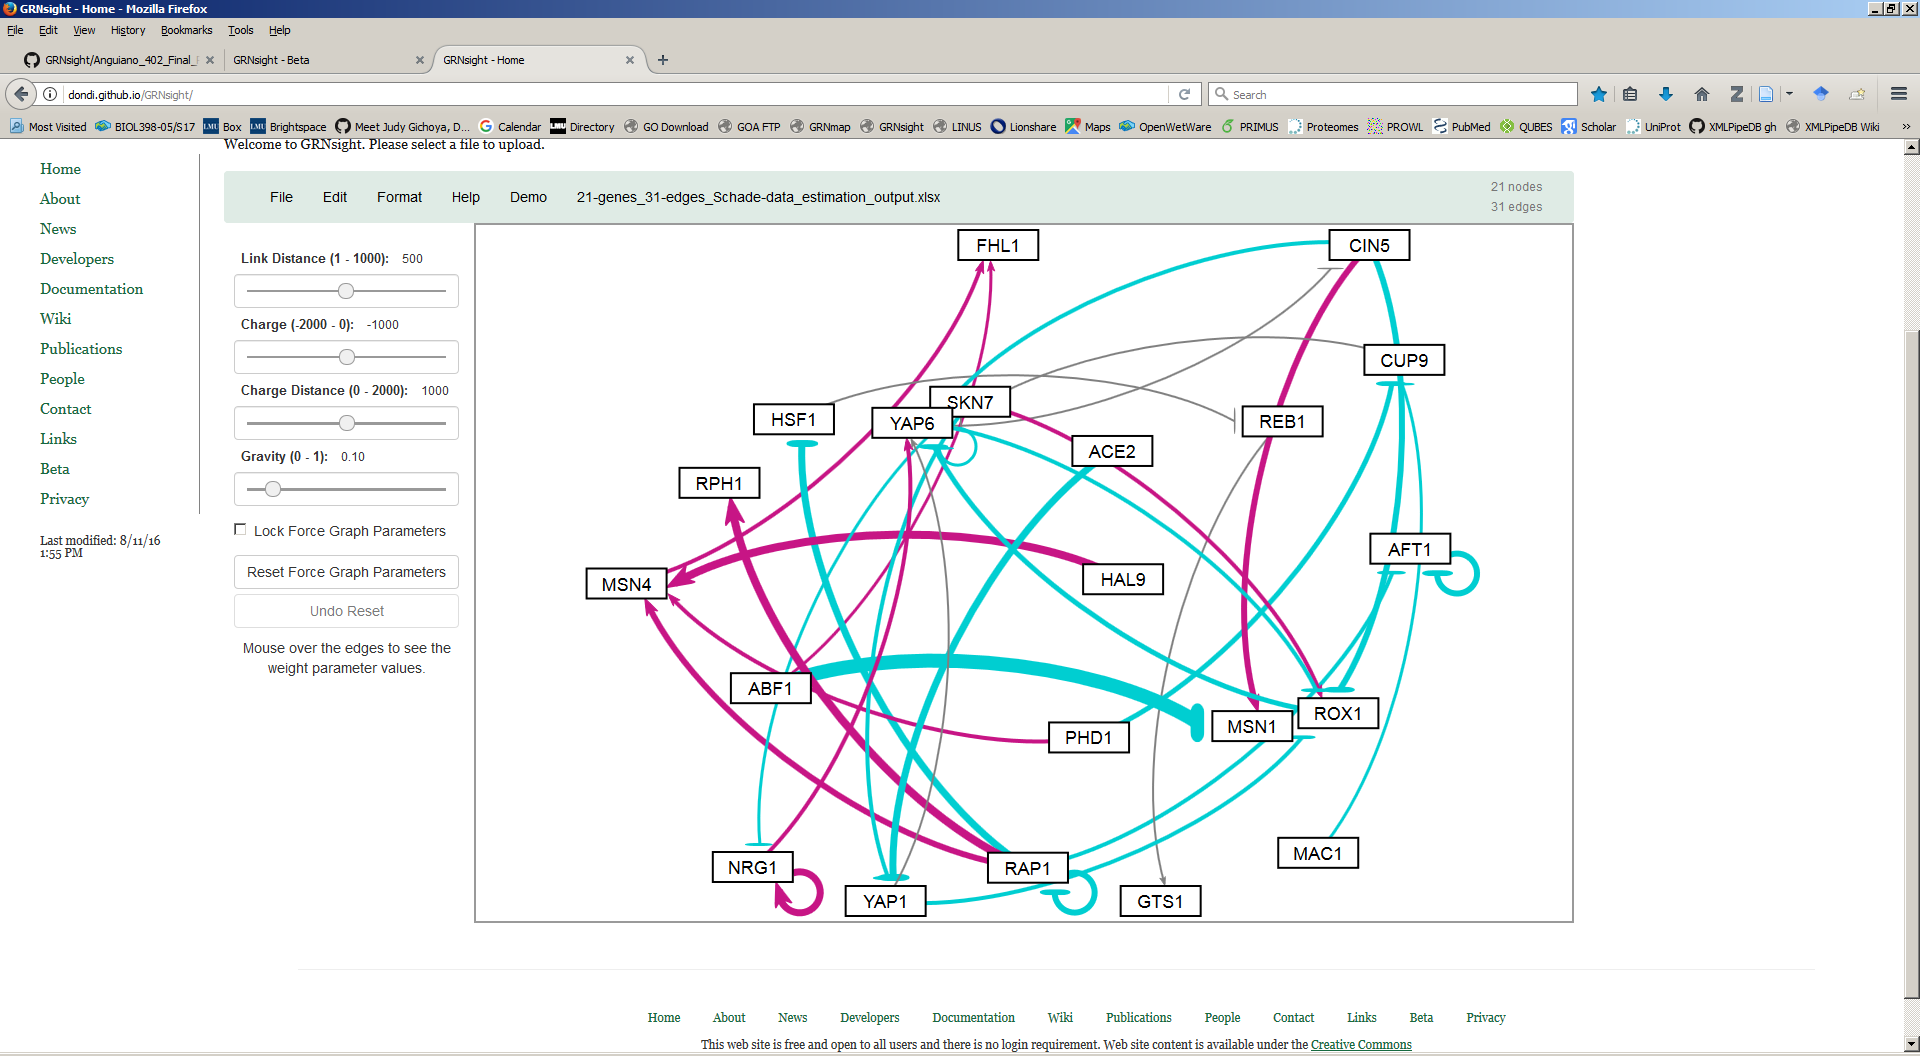 GRNsight - Home - Mozilla Firefox
File Edit View History Bookmarks Tools Help
GRNsight/Anguiano_402_Final_ GRNsight - Beta GRNsight - Home
dondi.github.io/GRNsight/ Search
Most Visited BIOL398-05/S17 Box Brightspace Meet Judy Gichoya, D... Calendar Directory GO Download GOA FTP GRNmap GRNsight LINUS Lionshare Maps OpenWetWare PRIMUS Proteomes PROWL PubMed QUBES Scholar UniProt XMLPipeDB gh XMLPipeDB Wiki
Welcome to GRNsight. Please select a file to upload.
Home
About
News
Developers
Documentation
Wiki
Publications
People
Contact
Links
Beta
Privacy
Last modified: 8/11/16
1:55 PM
File Edit Format Help Demo 21-genes_31-edges_Schade-data_estimation_output.xlsx
21 nodes
31 edges
Link Distance (1 - 1000): 500
Charge (-2000 - 0): -1000
Charge Distance (0 - 2000): 1000
Gravity (0 - 1): 0.10
Lock Force Graph Parameters
Reset Force Graph Parameters
Undo Reset
Mouse over the edges to see the
weight parameter values.
FHL1
CIN5
CUP9
SKN7
HSF1
YAP6
REB1
ACE2
RPH1
AFT1
MSN4
HAL9
ABF1
ROX1
MSN1
PHD1
MAC1
NRG1
RAP1
YAP1
GTS1
Home About News Developers Documentation Wiki Publications People Contact Links Beta Privacy
This web site is free and open to all users and there is no login requirement. Web site content is available under the Creative Commons